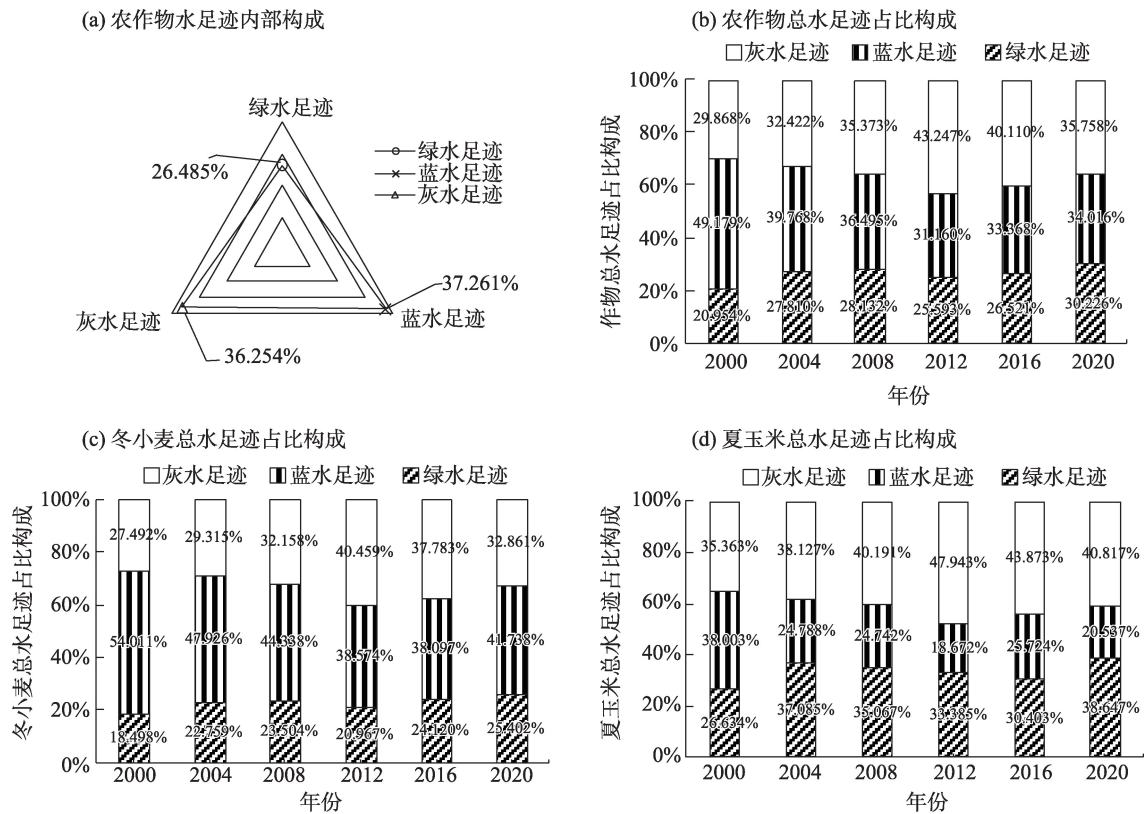 (a) 农作物水足迹内部构成
绿水足迹
26.485%
绿水足迹
蓝水足迹
灰水足迹
37.261%
灰水足迹
蓝水足迹
36.254%
(b) 农作物总水足迹占比构成
灰水足迹 蓝水足迹 绿水足迹
作物总水足迹占比构成
100%
80%
60%
40%
20%
0%
29.868% 32.422% 35.373% 43.247% 40.110% 35.758%
49.179% 39.768% 36.495% 31.160% 33.368% 34.016%
20.954% 27.810% 28.132% 25.593% 26.521% 30.226%
2000 2004 2008 2012 2016 2020
年份
(c) 冬小麦总水足迹占比构成
灰水足迹 蓝水足迹 绿水足迹
冬小麦总水足迹占比构成
100%
80%
60%
40%
20%
0%
27.492% 29.315% 32.158% 40.459% 37.783% 32.861%
54.011% 47.926% 44.338% 38.574% 38.097% 41.738%
18.498% 22.759% 23.504% 20.967% 24.120% 25.402%
2000 2004 2008 2012 2016 2020
年份
(d) 夏玉米总水足迹占比构成
灰水足迹 蓝水足迹 绿水足迹
夏玉米总水足迹占比构成
100%
80%
60%
40%
20%
0%
35.363% 38.127% 40.191% 47.943% 43.873% 40.817%
38.003% 24.788% 24.742% 18.672% 25.724% 20.537%
26.634% 37.085% 35.067% 33.385% 30.403% 38.647%
2000 2004 2008 2012 2016 2020
年份